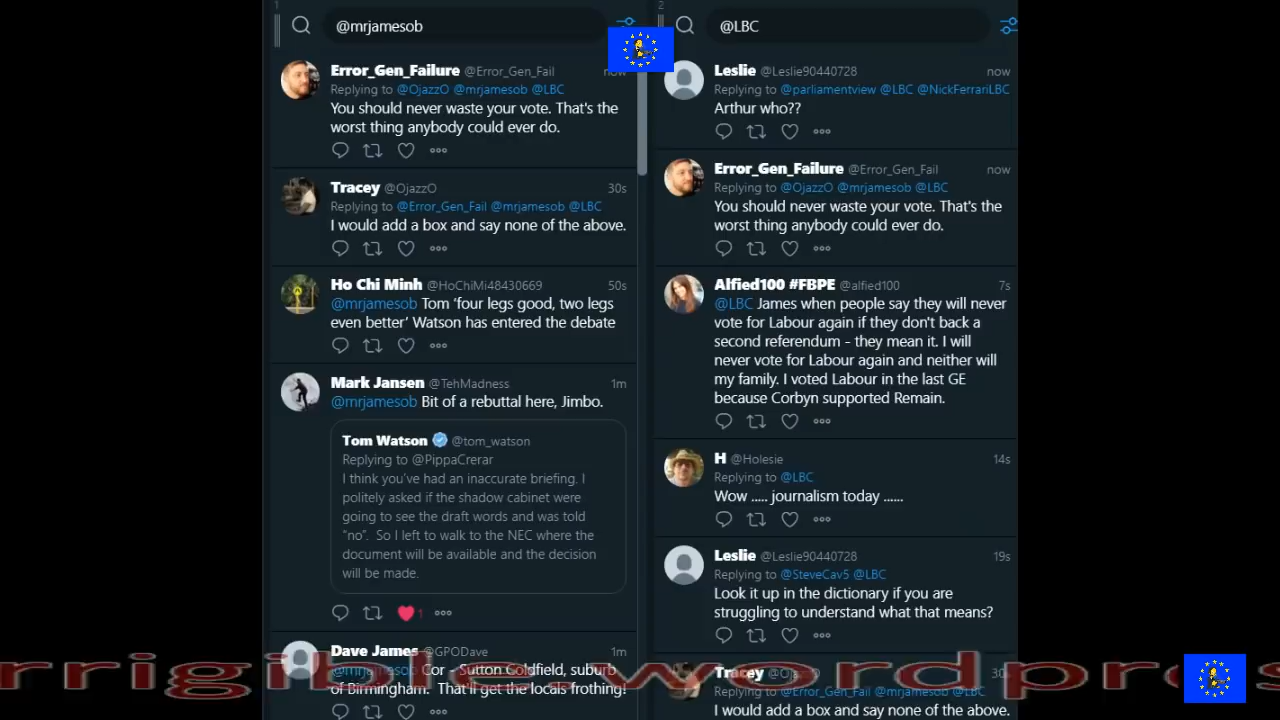 1
@mrjamesob
Error_Gen_Failure @Error_Gen_Fail now
Replying to @OjazzO @mrjamesob @LBC
You should never waste your vote. That's the
worst thing anybody could ever do.
Tracey @OjazzO 30s
Replying to @Error_Gen_Fail @mrjamesob @LBC
I would add a box and say none of the above.
Ho Chi Minh @HoChiMi48430669 50s
@mrjamesob Tom ‘four legs good, two legs
even better’ Watson has entered the debate
Mark Jansen @TehMadness 1m
@mrjamesob Bit of a rebuttal here, Jimbo.
Tom Watson @tom_watson
Replying to @PippaCrerar
I think you’ve had an inaccurate briefing. I
politely asked if the shadow cabinet were
going to see the draft words and was told
“no”. So I left to walk to the NEC where the
document will be available and the decision
will be made.
1
Dave James @GPODave 1m
@mrjamesob Cor - Sutton Coldfield, suburb
of Birmingham. That'll get the locals frothing!
2
@LBC
Leslie @Leslie90440728 now
Replying to @parliamentview @LBC @NickFerrariLBC
Arthur who??
Error_Gen_Failure @Error_Gen_Fail now
Replying to @OjazzO @mrjamesob @LBC
You should never waste your vote. That's the
worst thing anybody could ever do.
Alfied100 #FBPE @alfied100 7s
@LBC James when people say they will never
vote for Labour again if they don't back a
second referendum - they mean it. I will
never vote for Labour again and neither will
my family. I voted Labour in the last GE
because Corbyn supported Remain.
H @Holesie 14s
Replying to @LBC
Wow ..... journalism today ......
Leslie @Leslie90440728 19s
Replying to @SteveCav5 @LBC
Look it up in the dictionary if you are
struggling to understand what that means?
Tracey @OjazzO 30s
Replying to @Error_Gen_Fail @mrjamesob @LBC
I would add a box and say none of the above.